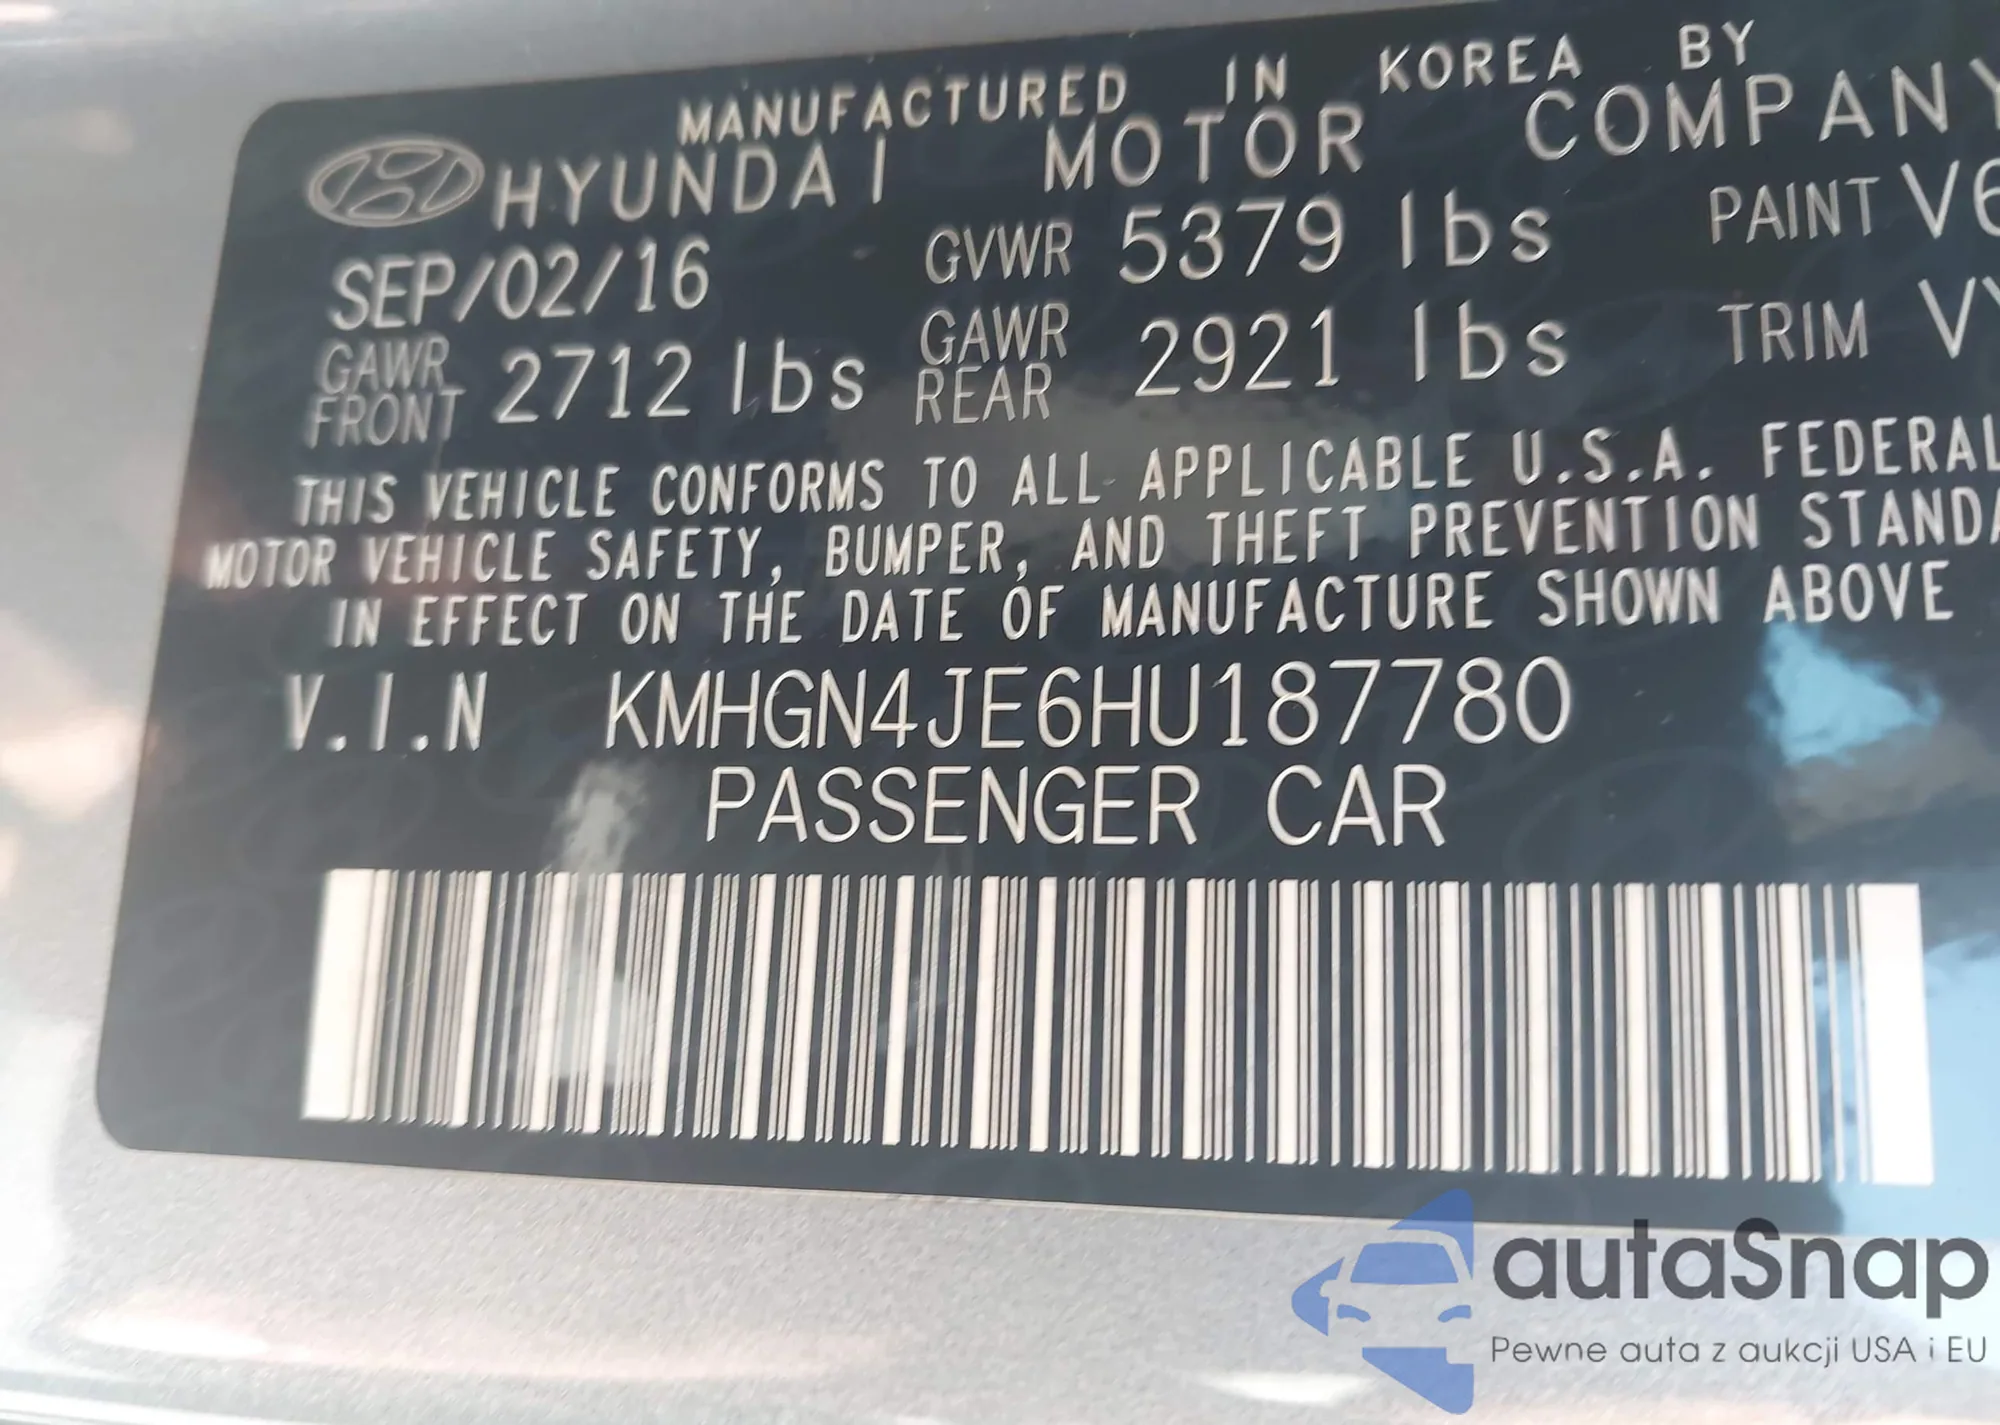 MANUFACTURED IN KOREA BY
HYUNDAI MOTOR COMPANY
SEP/02/16 GVWR 5379 lbs PAINT V6
GAWR FRONT 2712 lbs GAWR REAR 2921 lbs TRIM
THIS VEHICLE CONFORMS TO ALL APPLICABLE U.S.A. FEDERAL
MOTOR VEHICLE SAFETY, BUMPER, AND THEFT PREVENTION STANDA
IN EFFECT ON THE DATE OF MANUFACTURE SHOWN ABOVE
V.I.N KMHGN4JE6HU187780
PASSENGER CAR
autaSnap
Pewne auta z aukcji USA i EU